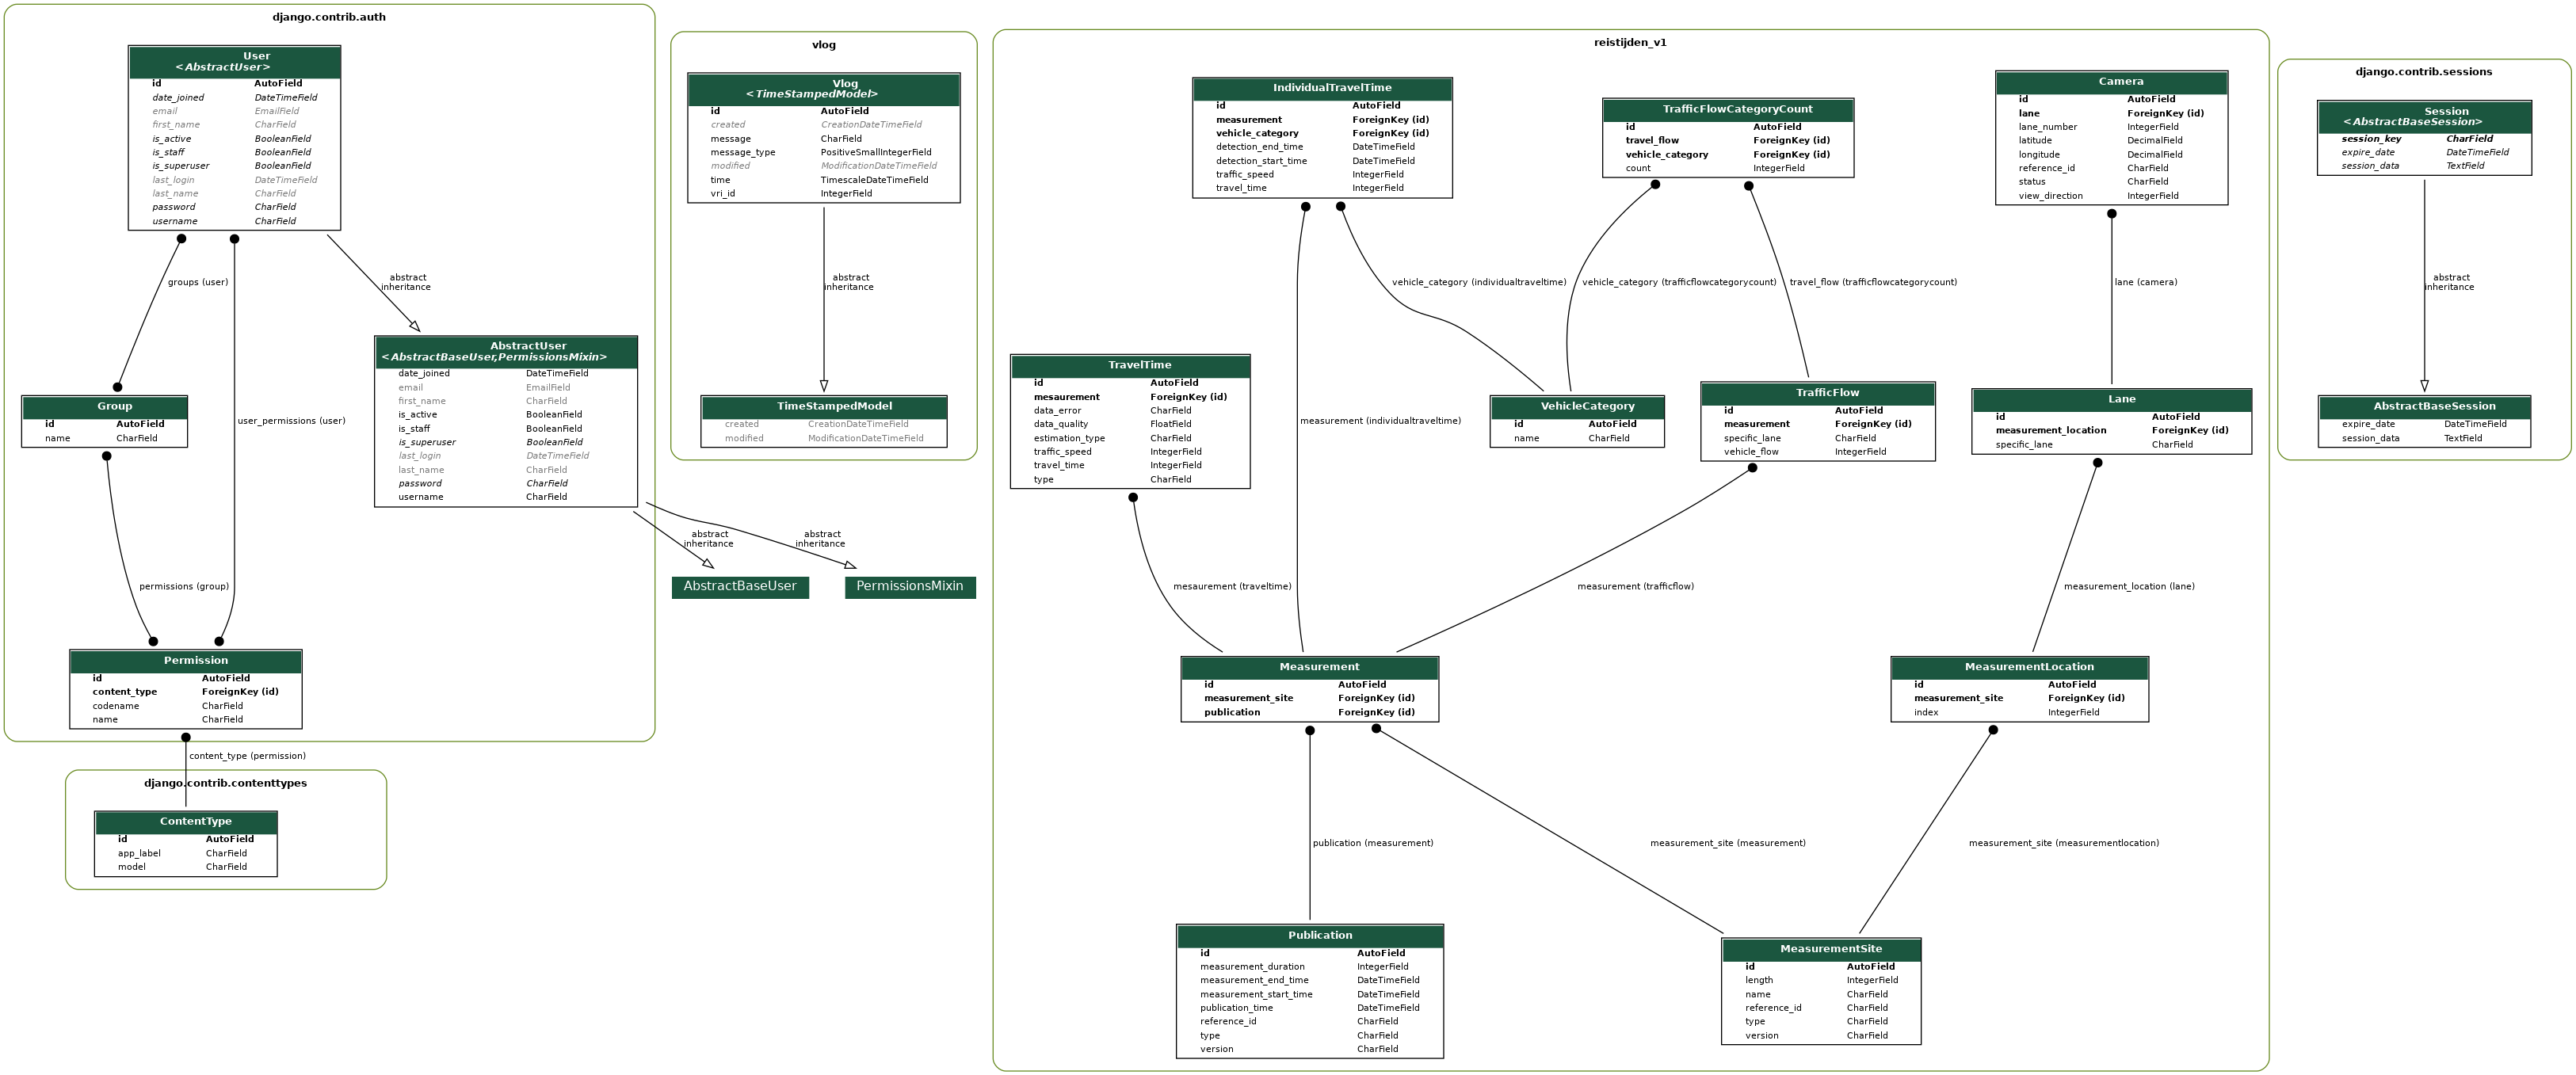 django.contrib.auth
User
<AbstractUser>
id AutoField
date_joined DateTimeField
email EmailField
first_name CharField
is_active BooleanField
is_staff BooleanField
is_superuser BooleanField
last_login DateTimeField
last_name CharField
password CharField
username CharField
groups (user)
user_permissions (user)
abstract
inheritance
AbstractUser
<AbstractBaseUser,PermissionsMixin>
date_joined DateTimeField
email EmailField
first_name CharField
is_active BooleanField
is_staff BooleanField
is_superuser BooleanField
last_login DateTimeField
last_name CharField
password CharField
username CharField
Group
id AutoField
name CharField
permissions (group)
abstract
inheritance
abstract
inheritance
AbstractBaseUser
PermissionsMixin
Permission
id AutoField
content_type ForeignKey (id)
codename CharField
name CharField
content_type (permission)
django.contrib.contenttypes
ContentType
id AutoField
app_label CharField
model CharField
vlog
Vlog
<TimeStampedModel>
id AutoField
created CreationDateTimeField
message CharField
message_type PositiveSmallIntegerField
modified ModificationDateTimeField
time TimescaleDateTimeField
vri_id IntegerField
abstract
inheritance
TimeStampedModel
created CreationDateTimeField
modified ModificationDateTimeField
reistijden_v1
IndividualTravelTime
id AutoField
measurement ForeignKey (id)
vehicle_category ForeignKey (id)
detection_end_time DateTimeField
detection_start_time DateTimeField
traffic_speed IntegerField
travel_time IntegerField
TrafficFlowCategoryCount
id AutoField
travel_flow ForeignKey (id)
vehicle_category ForeignKey (id)
count IntegerField
Camera
id AutoField
lane ForeignKey (id)
lane_number IntegerField
latitude DecimalField
longitude DecimalField
reference_id CharField
status CharField
view_direction IntegerField
vehicle_category (individualtraveltime)
vehicle_category (trafficflowcategorycount)
travel_flow (trafficflowcategorycount)
lane (camera)
TravelTime
id AutoField
mesaurement ForeignKey (id)
data_error CharField
data_quality FloatField
estimation_type CharField
traffic_speed IntegerField
travel_time IntegerField
type CharField
measurement (individualtraveltime)
VehicleCategory
id AutoField
name CharField
TrafficFlow
id AutoField
measurement ForeignKey (id)
specific_lane CharField
vehicle_flow IntegerField
Lane
id AutoField
measurement_location ForeignKey (id)
specific_lane CharField
mesaurement (traveltime)
measurement (trafficflow)
measurement_location (lane)
Measurement
id AutoField
measurement_site ForeignKey (id)
publication ForeignKey (id)
MeasurementLocation
id AutoField
measurement_site ForeignKey (id)
index IntegerField
publication (measurement)
measurement_site (measurement)
measurement_site (measurementlocation)
Publication
id AutoField
measurement_duration IntegerField
measurement_end_time DateTimeField
measurement_start_time DateTimeField
publication_time DateTimeField
reference_id CharField
type CharField
version CharField
MeasurementSite
id AutoField
length IntegerField
name CharField
reference_id CharField
type CharField
version CharField
django.contrib.sessions
Session
<AbstractBaseSession>
session_key CharField
expire_date DateTimeField
session_data TextField
abstract
inheritance
AbstractBaseSession
expire_date DateTimeField
session_data TextField